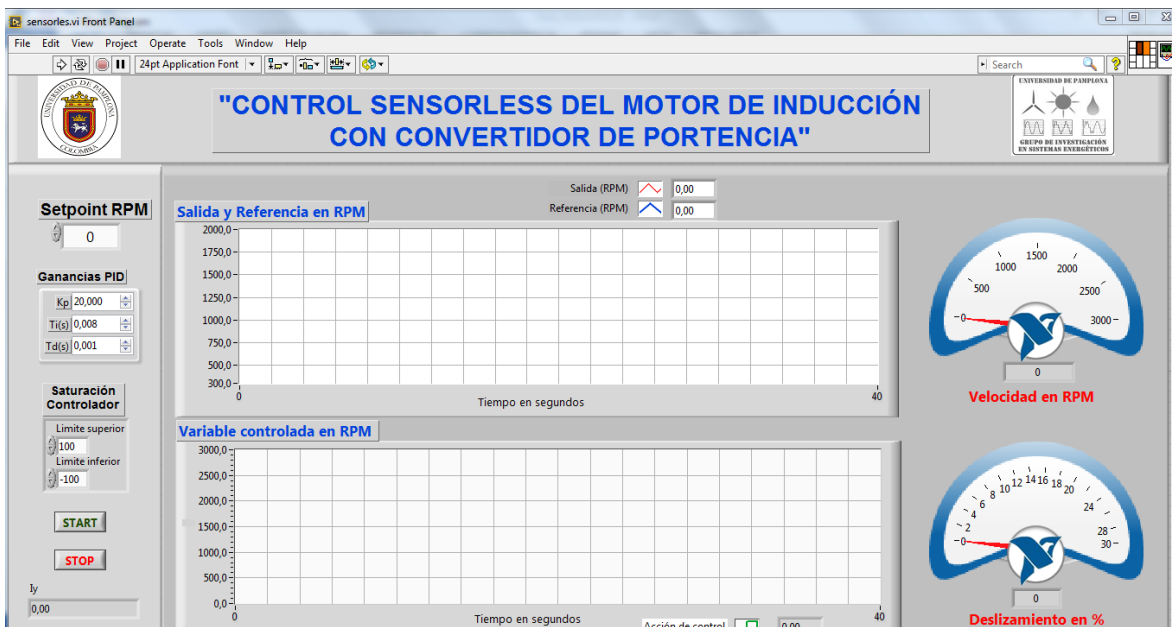 sensorles.vi Front Panel
File Edit View Project Operate Tools Window Help
24pt Application Font
Search
UNIVERSIDAD DE PAMPLONA
COLOMBIA
"CONTROL SENSORLESS DEL MOTOR DE INDUCCIÓN
CON CONVERTIDOR DE PORTENCIA"
UNIVERSIDAD DE PAMPLONA
GRUPO DE INVESTIGACIÓN
EN SISTEMAS ENERGÉTICOS
Setpoint RPM
0
Ganancias PID
Kp 20,000
Ti(s) 0,008
Td(s) 0,001
Saturación
Controlador
Limite superior
100
Limite inferior
-100
START
STOP
Iy
0,00
Salida (RPM) 0,00
Referencia (RPM) 0,00
Salida y Referencia en RPM
2000,0
1750,0
1500,0
1250,0
1000,0
750,0
500,0
300,0
0 40
Tiempo en segundos
Variable controlada en RPM
3000,0
2500,0
2000,0
1500,0
1000,0
500,0
0,0
0 40
Tiempo en segundos
Acción de control 0,00
0 500 1000 1500 2000 2500 3000
0
Velocidad en RPM
0 2 4 6 8 10 12 14 16 18 20 24 28 30
0
Deslizamiento en %